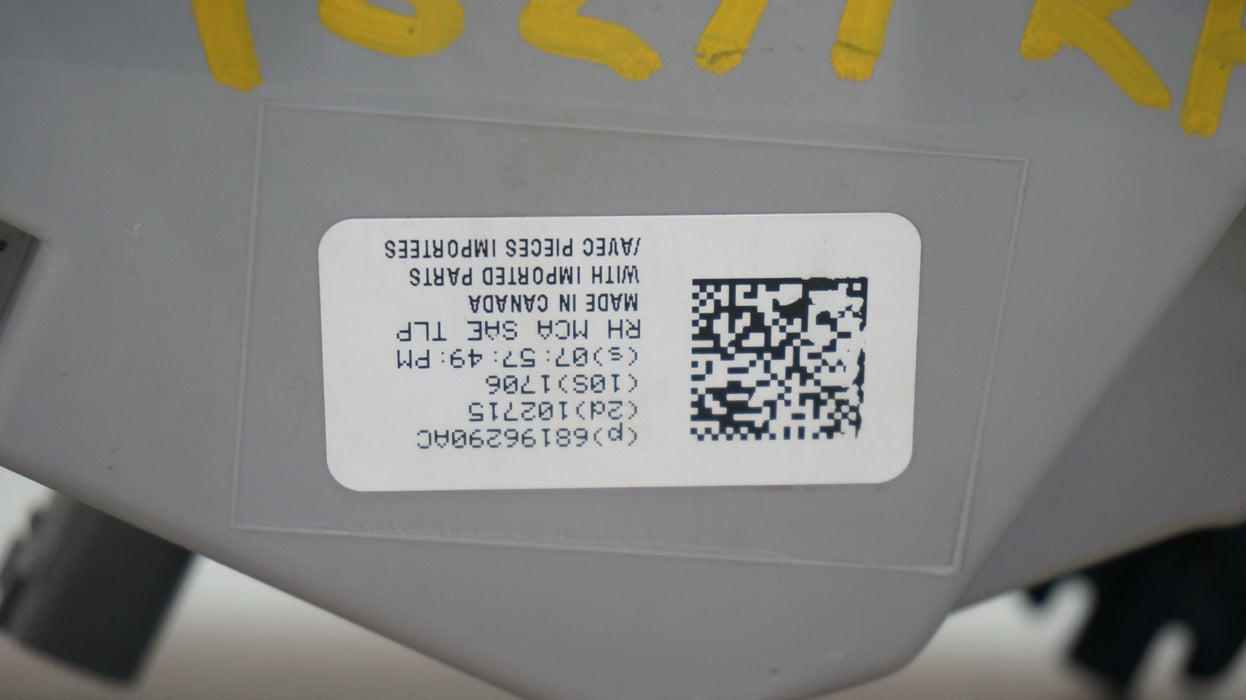 (p)68196290AC
(2d)102715
(10S)1706
(s)07:57:49:PM
RH MCA SAE TLP
MADE IN CANADA
WITH IMPORTED PARTS
/AVEC PIECES IMPORTEES